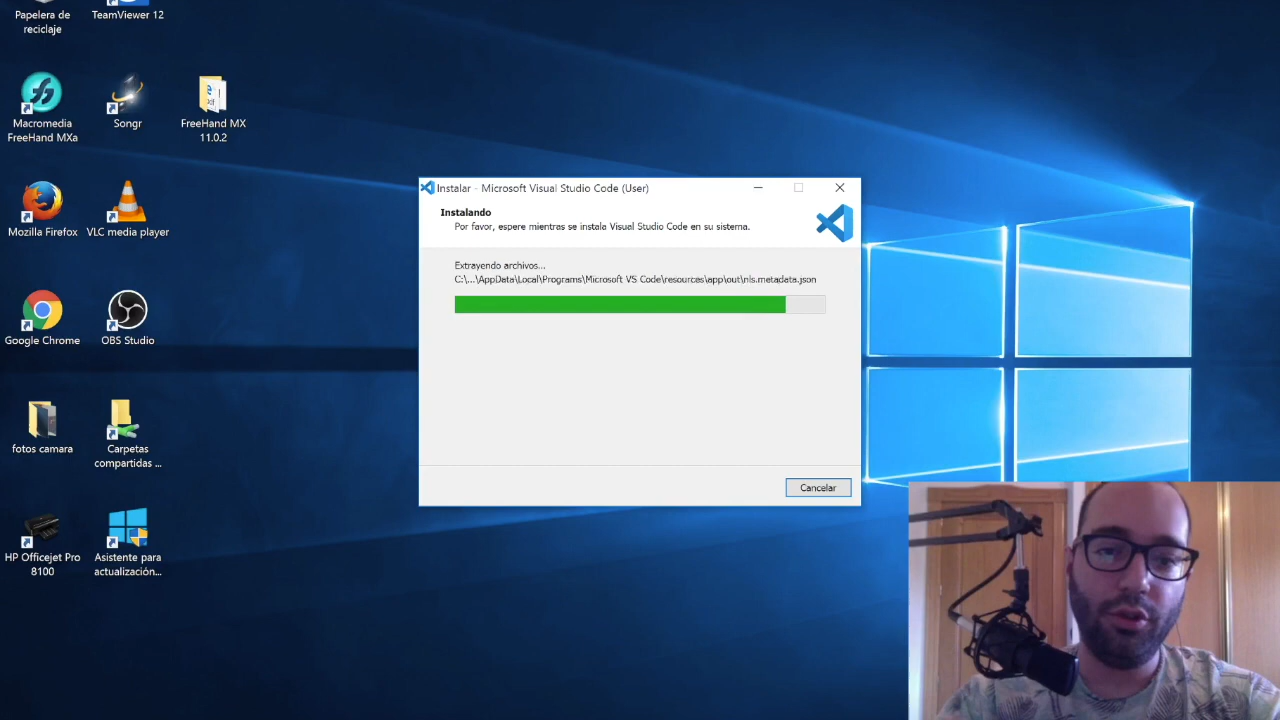 Papelera de
reciclaje
TeamViewer 12
Macromedia
FreeHand MXa
Songr
FreeHand MX
11.0.2
Mozilla Firefox
VLC media player
Google Chrome
OBS Studio
fotos camara
Carpetas
compartidas ...
HP Officejet Pro
8100
Asistente para
actualización...
Instalar - Microsoft Visual Studio Code (User)
Instalando
Por favor, espere mientras se instala Visual Studio Code en su sistema.
Extrayendo archivos...
C:\...\AppData\Local\Programs\Microsoft VS Code\resources\app\out\nls.metadata.json
Cancelar